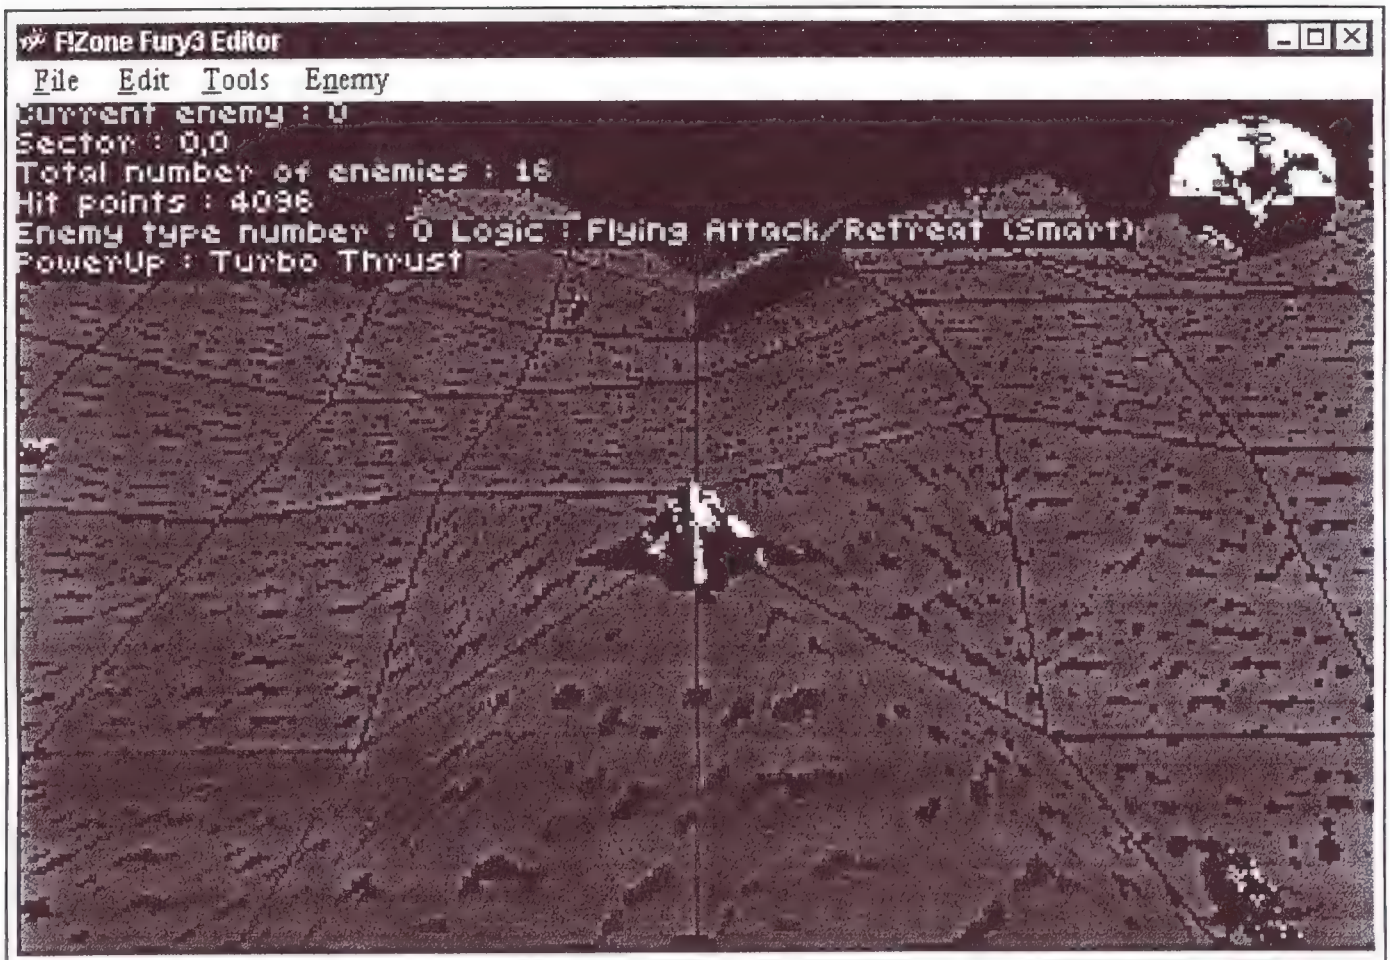 F!Zone Fury3 Editor
File Edit Tools Enemy
Current enemy : 0
Sector : 0,0
Total number of enemies : 16
Hit points : 4096
Enemy type number : 0 Logic : Flying Attack/Retreat (Smart)
PowerUp : Turbo Thrust